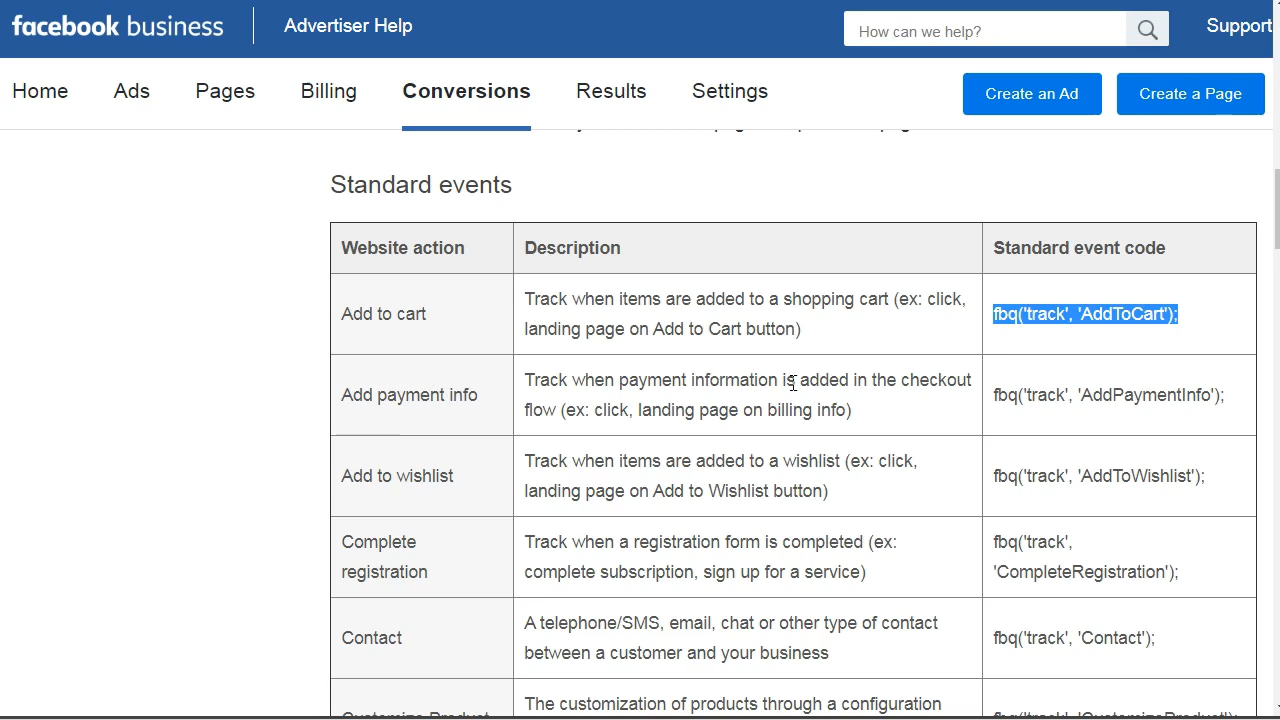 facebook business
Advertiser Help
How can we help?
Support
Home
Ads
Pages
Billing
Conversions
Results
Settings
Create an Ad
Create a Page
Standard events
Website action
Description
Standard event code
Add to cart
Track when items are added to a shopping cart (ex: click,
landing page on Add to Cart button)
fbq('track', 'AddToCart');
Add payment info
Track when payment information is added in the checkout
flow (ex: click, landing page on billing info)
fbq('track', 'AddPaymentInfo');
Add to wishlist
Track when items are added to a wishlist (ex: click,
landing page on Add to Wishlist button)
fbq('track', 'AddToWishlist');
Complete
registration
Track when a registration form is completed (ex:
complete subscription, sign up for a service)
fbq('track',
'CompleteRegistration');
Contact
A telephone/SMS, email, chat or other type of contact
between a customer and your business
fbq('track', 'Contact');
Customize Product
The customization of products through a configuration
fbq('track', 'CustomizeProduct');